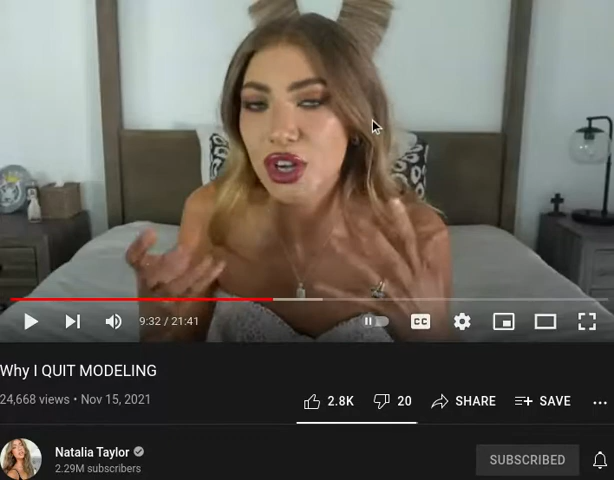 9:32 / 21:41
CC
Why I QUIT MODELING
24,668 views • Nov 15, 2021
2.8K
20
SHARE
SAVE
Natalia Taylor
2.29M subscribers
SUBSCRIBED